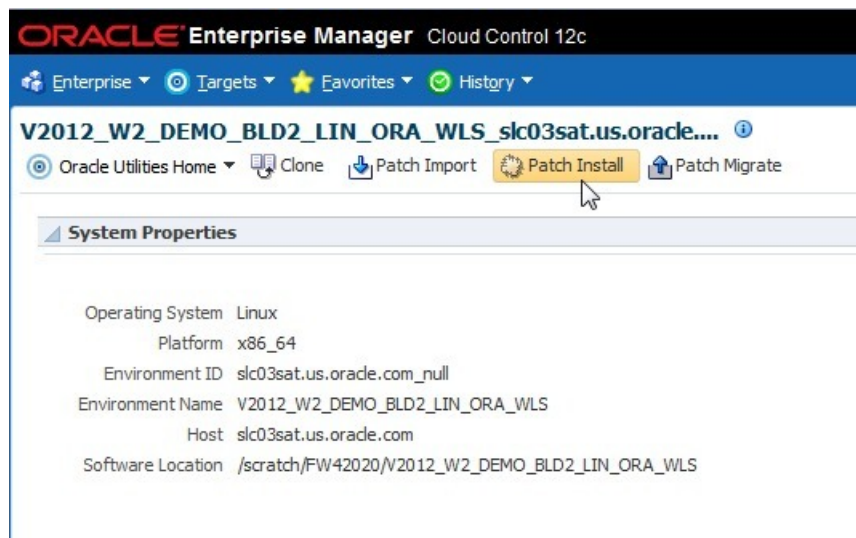 ORACLE Enterprise Manager Cloud Control 12c
Enterprise Targets Favorites History
V2012_W2_DEMO_BLD2_LIN_ORA_WLS_slc03sat.us.oracle....
Oracle Utilities Home Clone Patch Import Patch Install Patch Migrate
System Properties
Operating System Linux
Platform x86_64
Environment ID slc03sat.us.oracle.com_null
Environment Name V2012_W2_DEMO_BLD2_LIN_ORA_WLS
Host slc03sat.us.oracle.com
Software Location /scratch/FW42020/V2012_W2_DEMO_BLD2_LIN_ORA_WLS